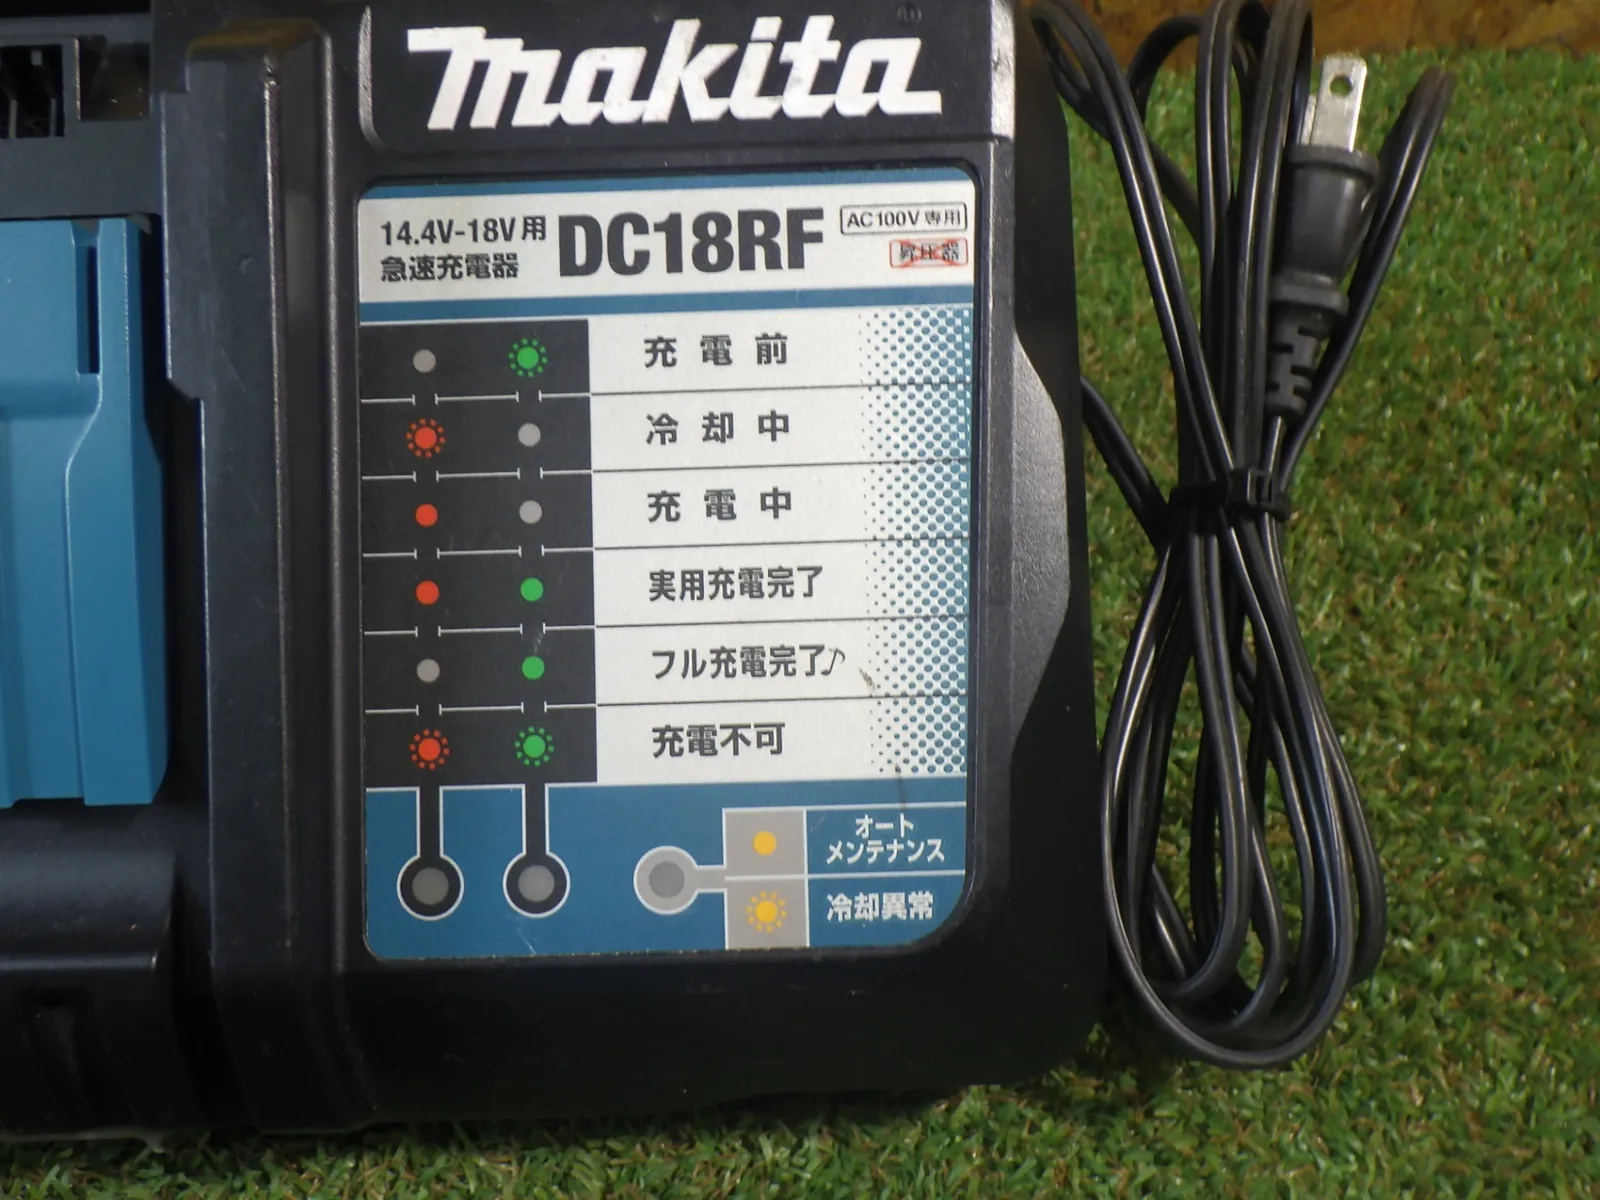 makita
14.4V-18V用
急速充電器
DC18RF
AC100V専用
昇圧器
充電前
冷却中
充電中
実用充電完了
フル充電完了♪
充電不可
オート
メンテナンス
冷却異常